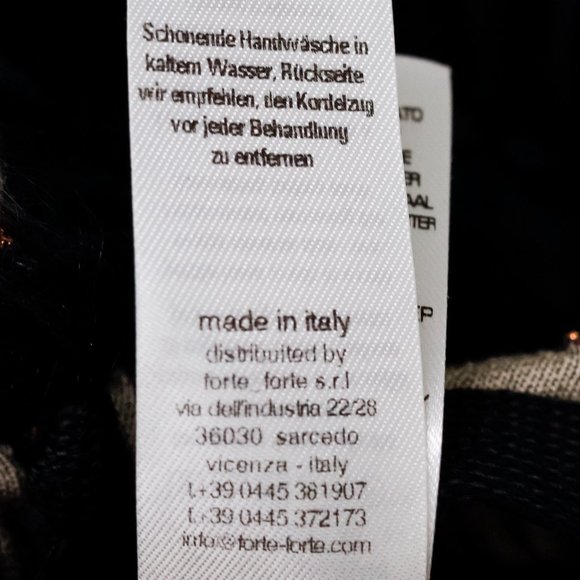 Schonende Handwäsche in
kaltem Wasser, Rückseite
wir empfehlen, den Kordelzug
vor jeder Behandlung
zu entfernen
made in italy
distribuited by
forte_forte s.r.l
via dell'industria 22/28
36030 sarcedo
vicenza - italy
t.+39 0445 381907
f.+39 0445 372173
info@forte-forte.com